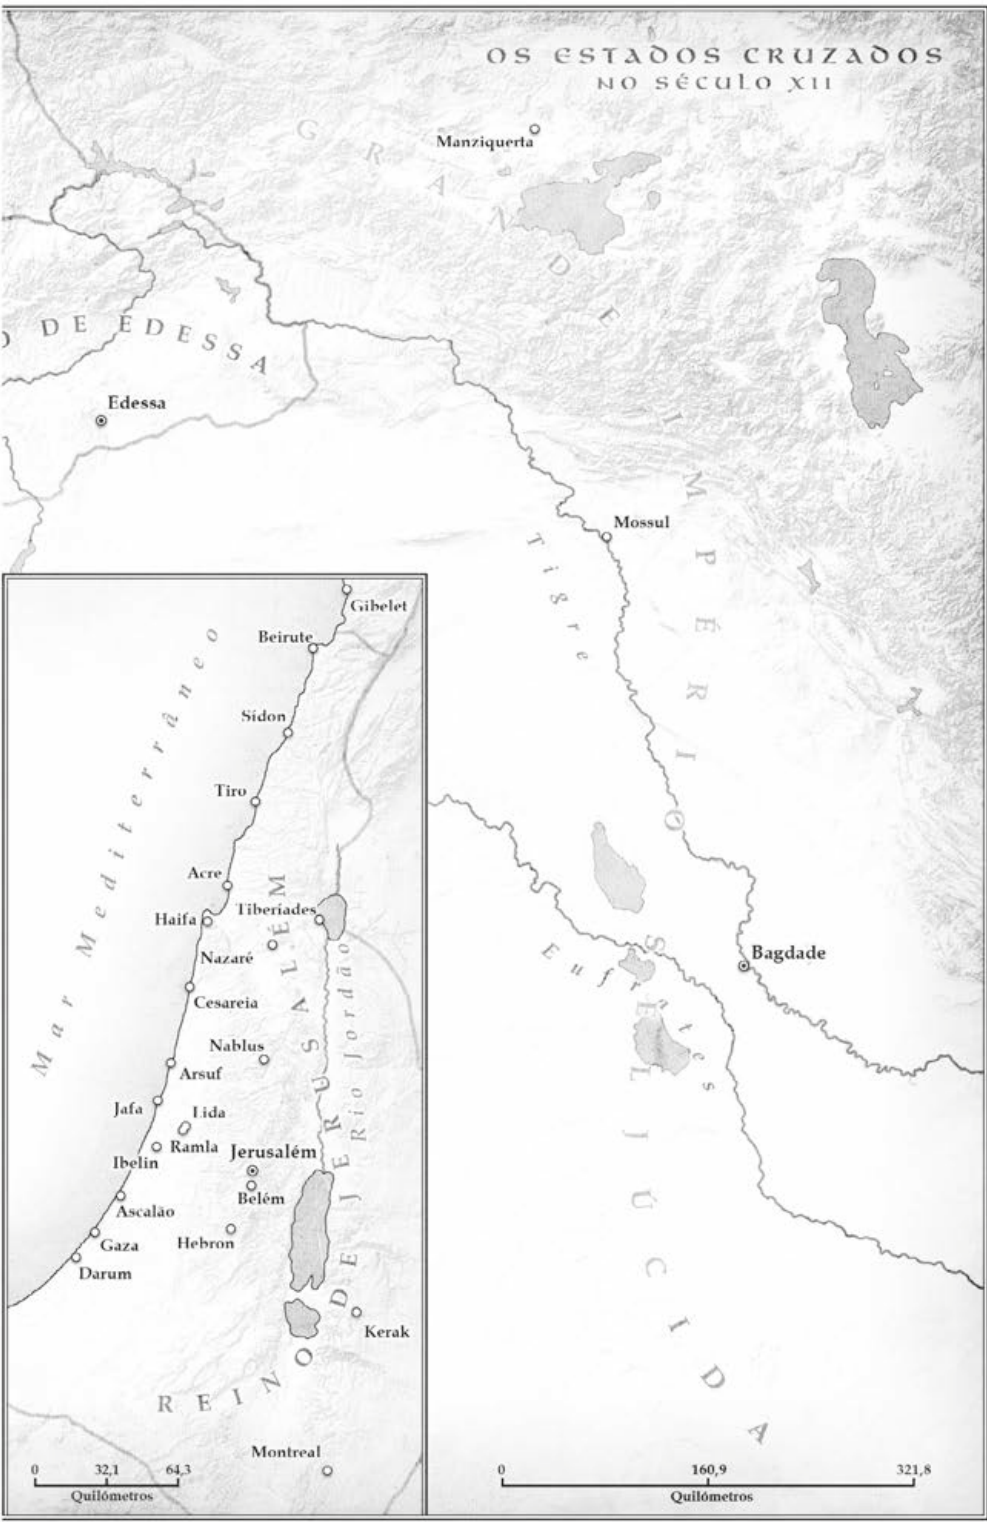 OS ESTADOS CRUZADOS
NO SÉCULO XII
Manziquerta
GRANDE IMPÉRIO SELJÚCIDA
O DE EDESSA
Edessa
Mossul
Tigre
Eufrates
Bagdade
0 160,9 321,8
Quilómetros
Gibelet
Beirute
Mar Mediterrâneo
Sídon
Tiro
Acre
Haifa
Tiberíades
Nazaré
Cesareia
Rio Jordão
Nablus
Arsuf
Jafa
Lida
Ramla
Ibelin
Jerusalém
Belém
Ascalão
Hebron
Gaza
Darum
Kerak
REINO DE JERUSALÉM
Montreal
0 32,1 64,3
Quilómetros